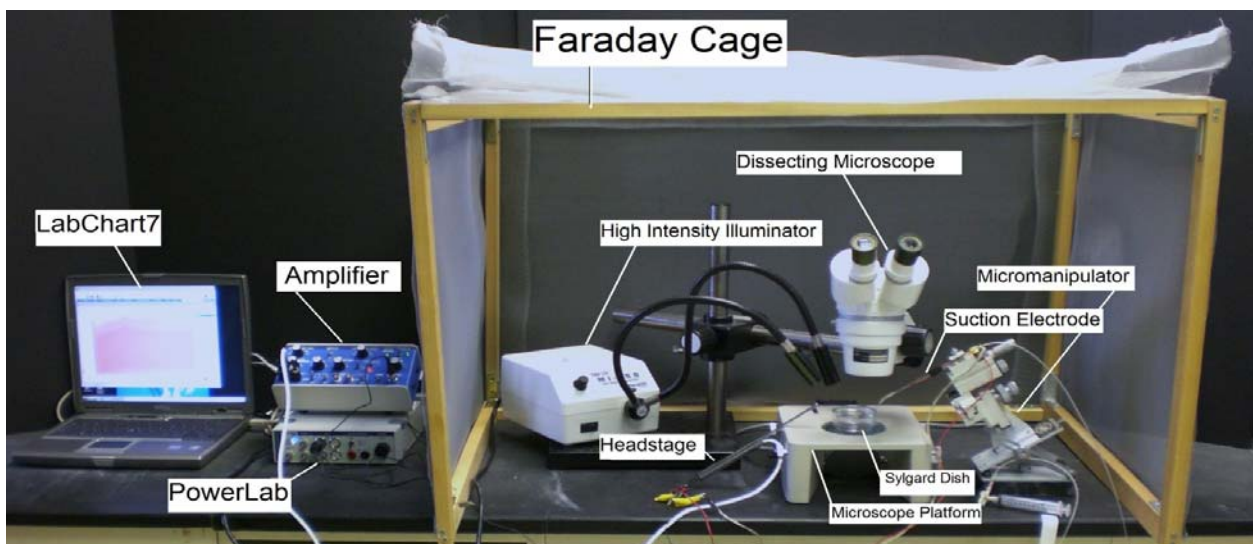 Faraday Cage
Dissecting Microscope
LabChart7
High Intensity Illuminator
Amplifier
Micromanipulator
Suction Electrode
Headstage
PowerLab
Sylgard Dish
Microscope Platform